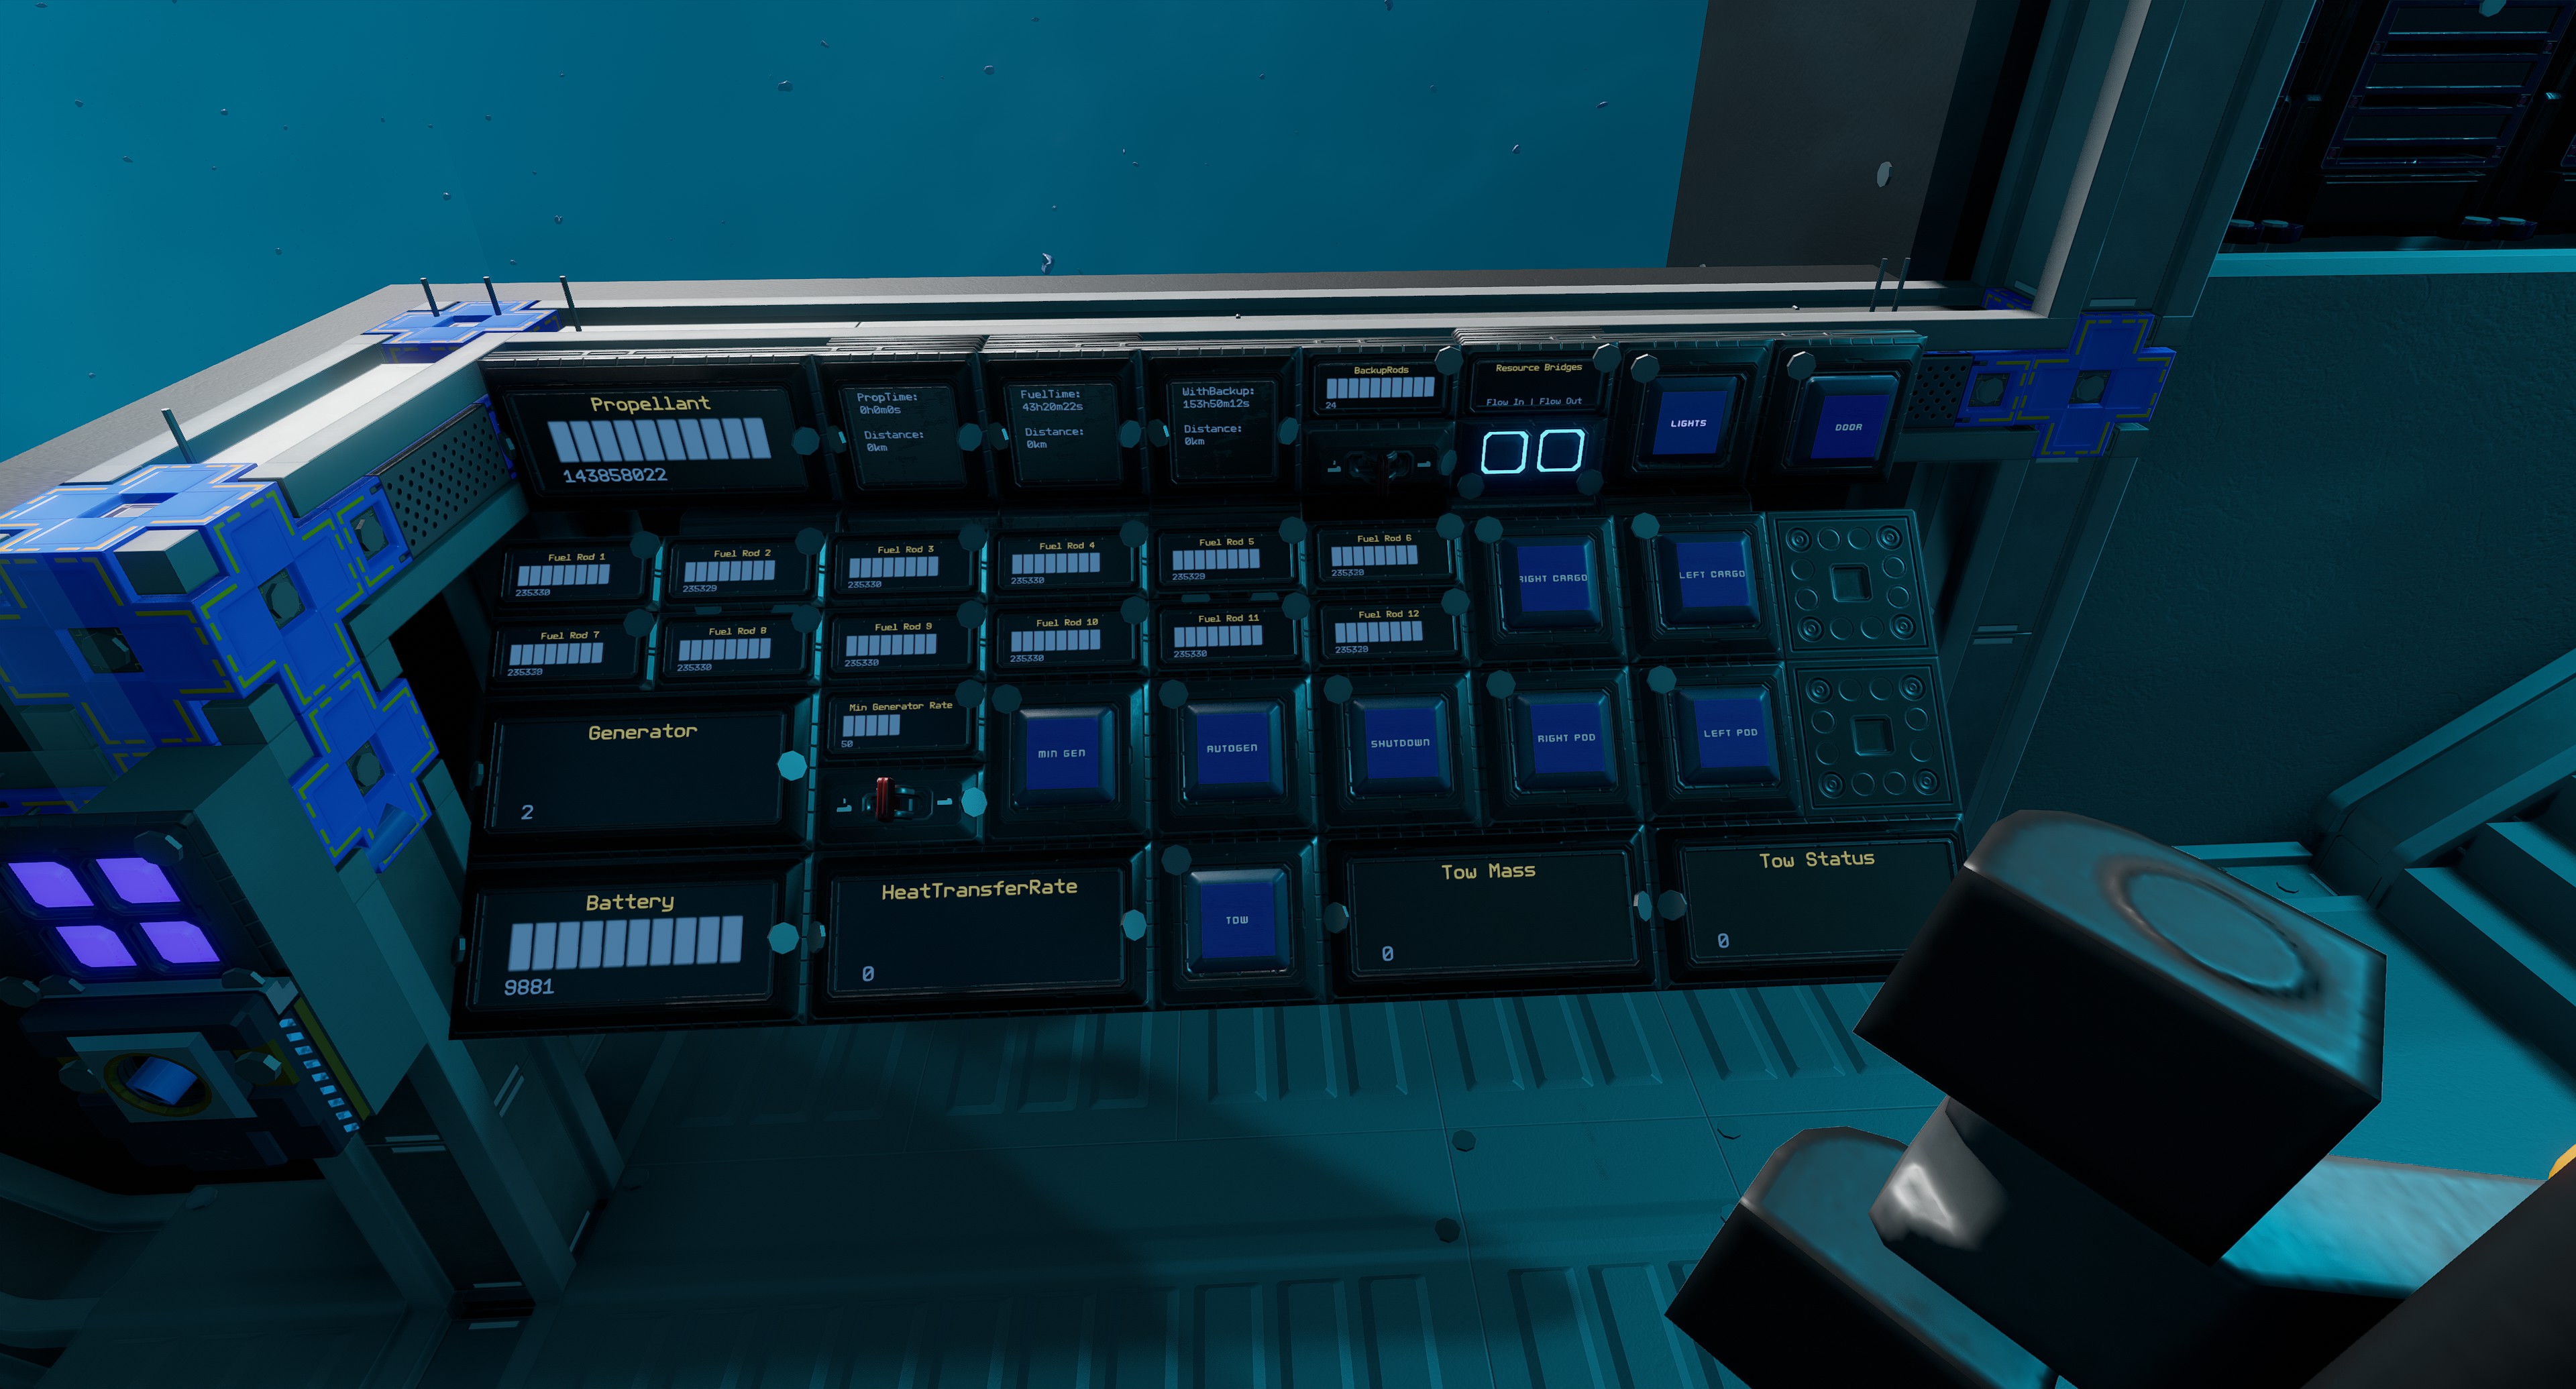 Propellant
143858022
PropTime:
0h0m0s
Distance:
0km
FuelTime:
43h20m22s
Distance:
0km
WithBackup:
153h50m12s
Distance:
0km
BackupRods
24
Resource Bridges
Flow In | Flow Out
LIGHTS
DOOR
Fuel Rod 1
235330
Fuel Rod 2
235329
Fuel Rod 3
235330
Fuel Rod 4
235330
Fuel Rod 5
235329
Fuel Rod 6
235329
RIGHT CARGO
LEFT CARGO
Fuel Rod 7
Fuel Rod 8
235330
Fuel Rod 9
235330
Fuel Rod 10
235330
Fuel Rod 11
235330
Fuel Rod 12
235329
Generator
2
Min Generator Rate
50
MIN GEN
AUTOGEN
SHUTDOWN
RIGHT POD
LEFT POD
Battery
9881
HeatTransferRate
0
TOW
Tow Mass
0
Tow Status
0